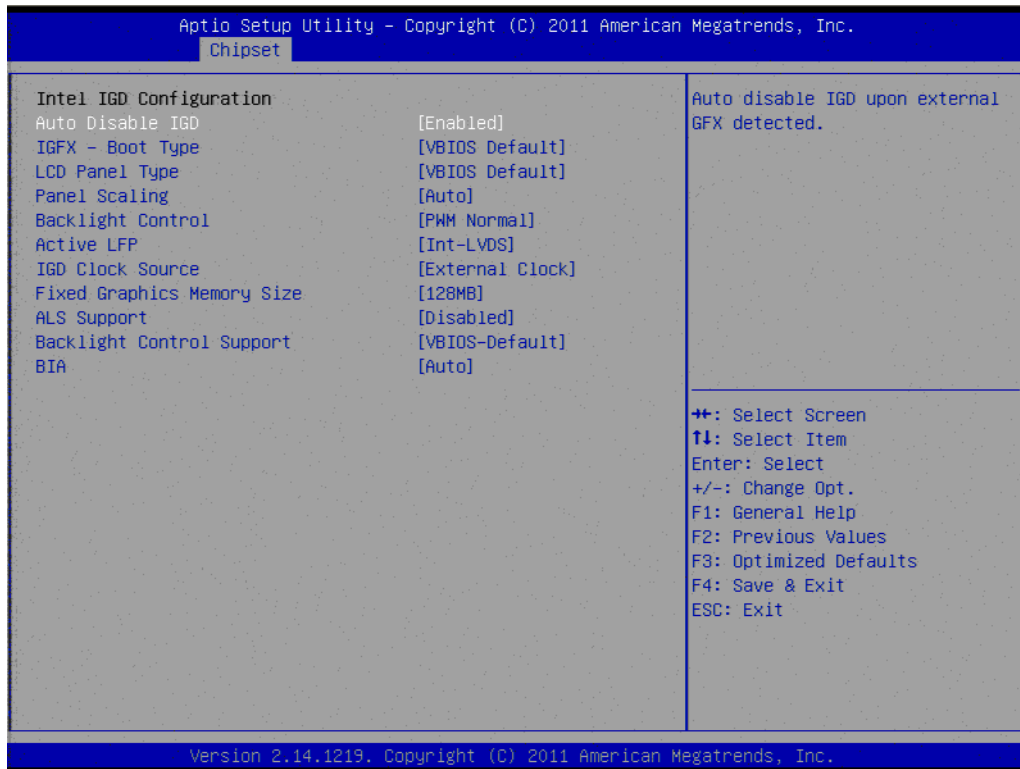 Aptio Setup Utility – Copyright (C) 2011 American Megatrends, Inc.
Chipset
Intel IGD Configuration
Auto Disable IGD [Enabled]
IGFX – Boot Type [VBIOS Default]
LCD Panel Type [VBIOS Default]
Panel Scaling [Auto]
Backlight Control [PWM Normal]
Active LFP [Int-LVDS]
IGD Clock Source [External Clock]
Fixed Graphics Memory Size [128MB]
ALS Support [Disabled]
Backlight Control Support [VBIOS-Default]
BIA [Auto]
Auto disable IGD upon external
GFX detected.
→←: Select Screen
↑↓: Select Item
Enter: Select
+/-: Change Opt.
F1: General Help
F2: Previous Values
F3: Optimized Defaults
F4: Save & Exit
ESC: Exit
Version 2.14.1219. Copyright (C) 2011 American Megatrends, Inc.